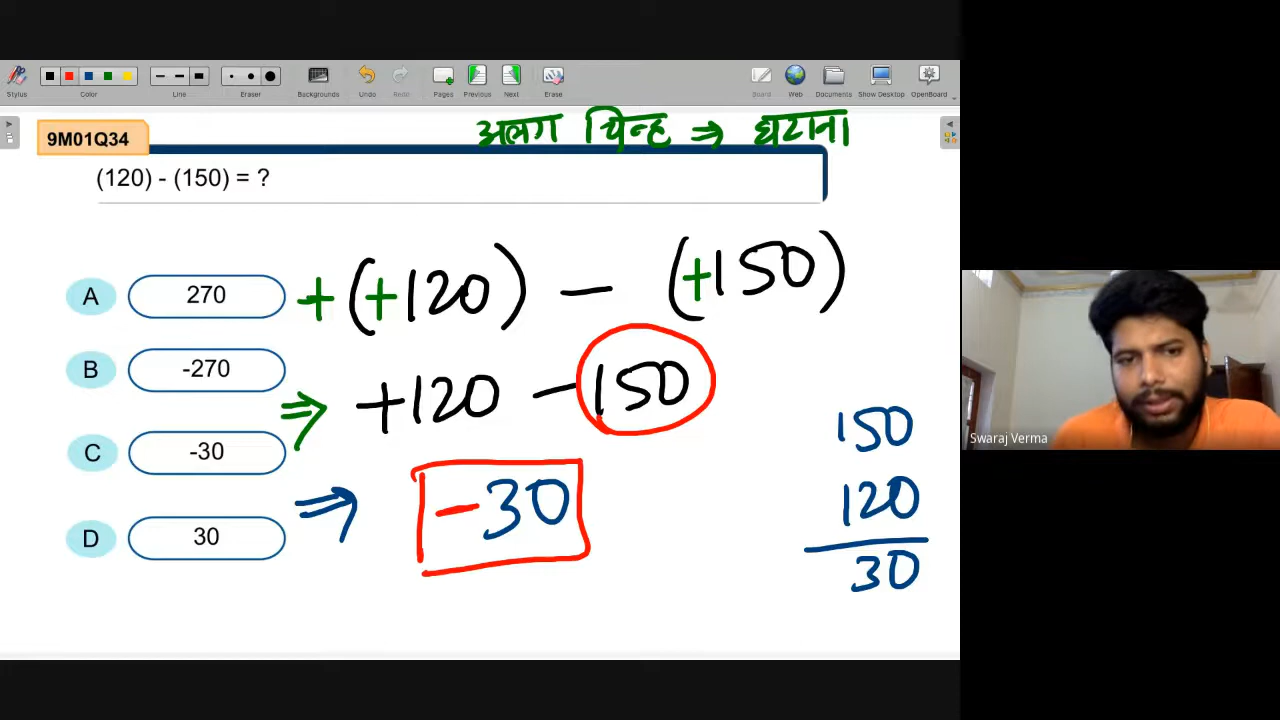 Stylus Color Line Eraser Backgrounds Undo Redo Pages Previous Next Erase Board Web Documents Show Desktop OpenBoard
अलग चिन्ह ⇒ घटाना
9M01Q34
(120) - (150) = ?
A 270
B -270
C -30
D 30
+(+120) - (+150)
⇒ +120 - 150
⇒ -30
150
120
30
Swaraj Verma